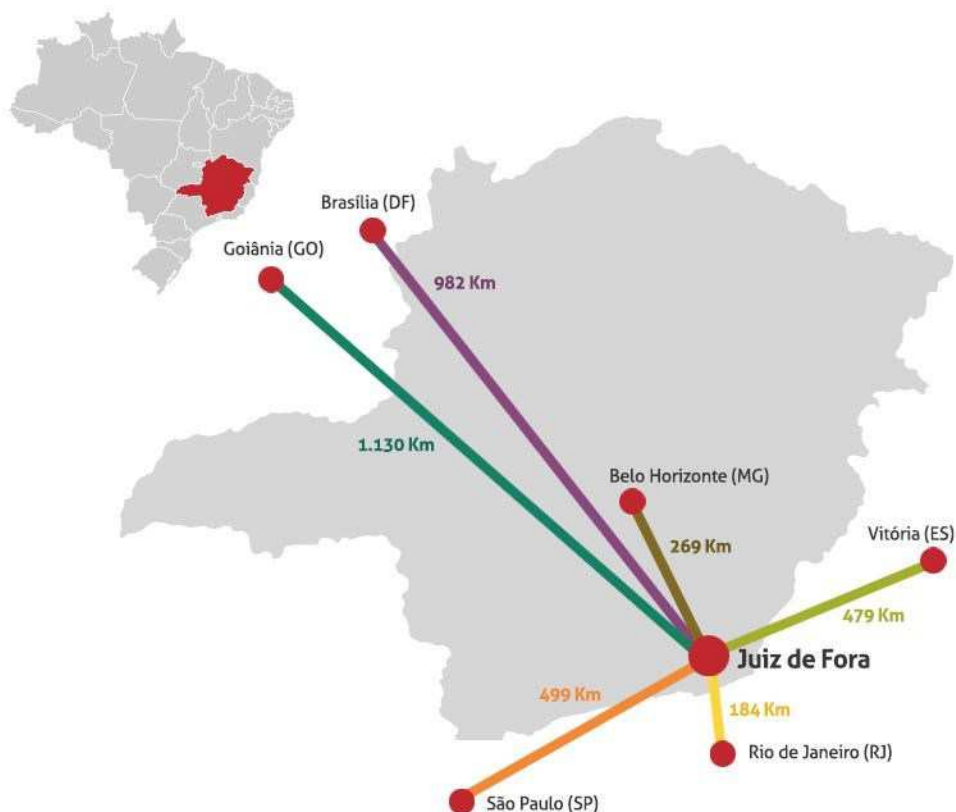 Brasília (DF)
Goiânia (GO)
982 Km
1.130 Km
Belo Horizonte (MG)
Vitória (ES)
269 Km
479 Km
Juiz de Fora
499 Km
184 Km
Rio de Janeiro (RJ)
São Paulo (SP)